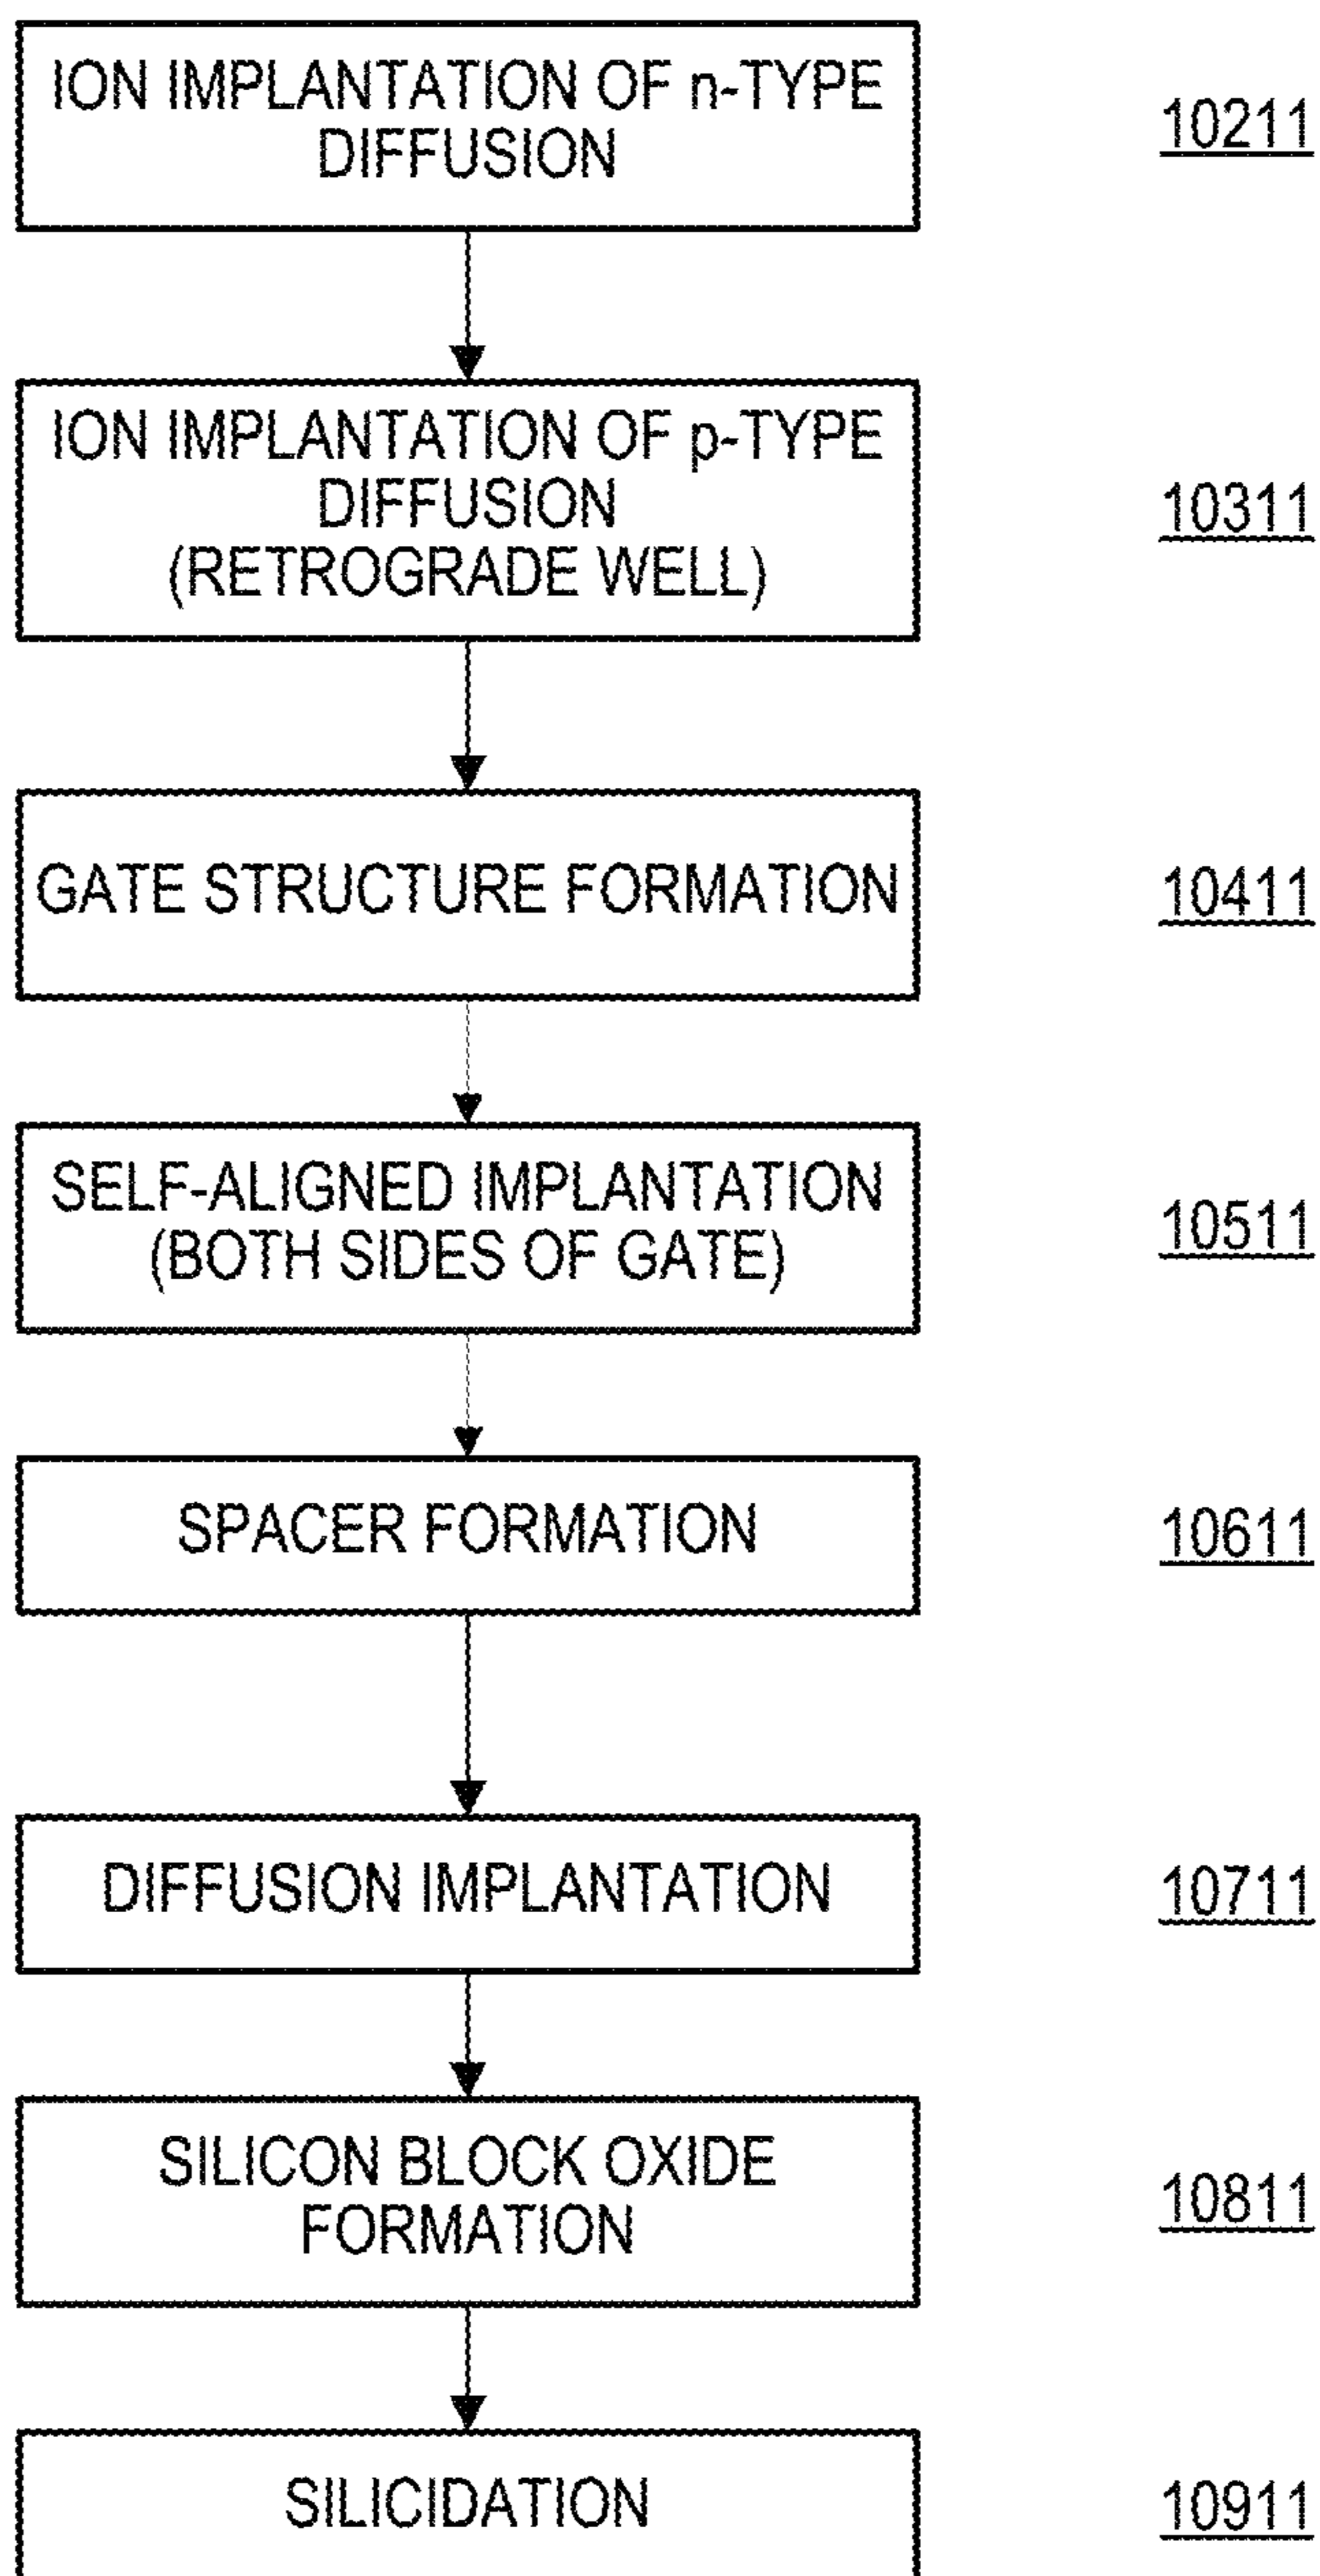 ION IMPLANTATION OF n-TYPE
DIFFUSION
10211
ION IMPLANTATION OF p-TYPE
DIFFUSION
(RETROGRADE WELL)
10311
GATE STRUCTURE FORMATION
10411
SELF-ALIGNED IMPLANTATION
(BOTH SIDES OF GATE)
10511
SPACER FORMATION
10611
DIFFUSION IMPLANTATION
10711
SILICON BLOCK OXIDE
FORMATION
10811
SILICIDATION
10911